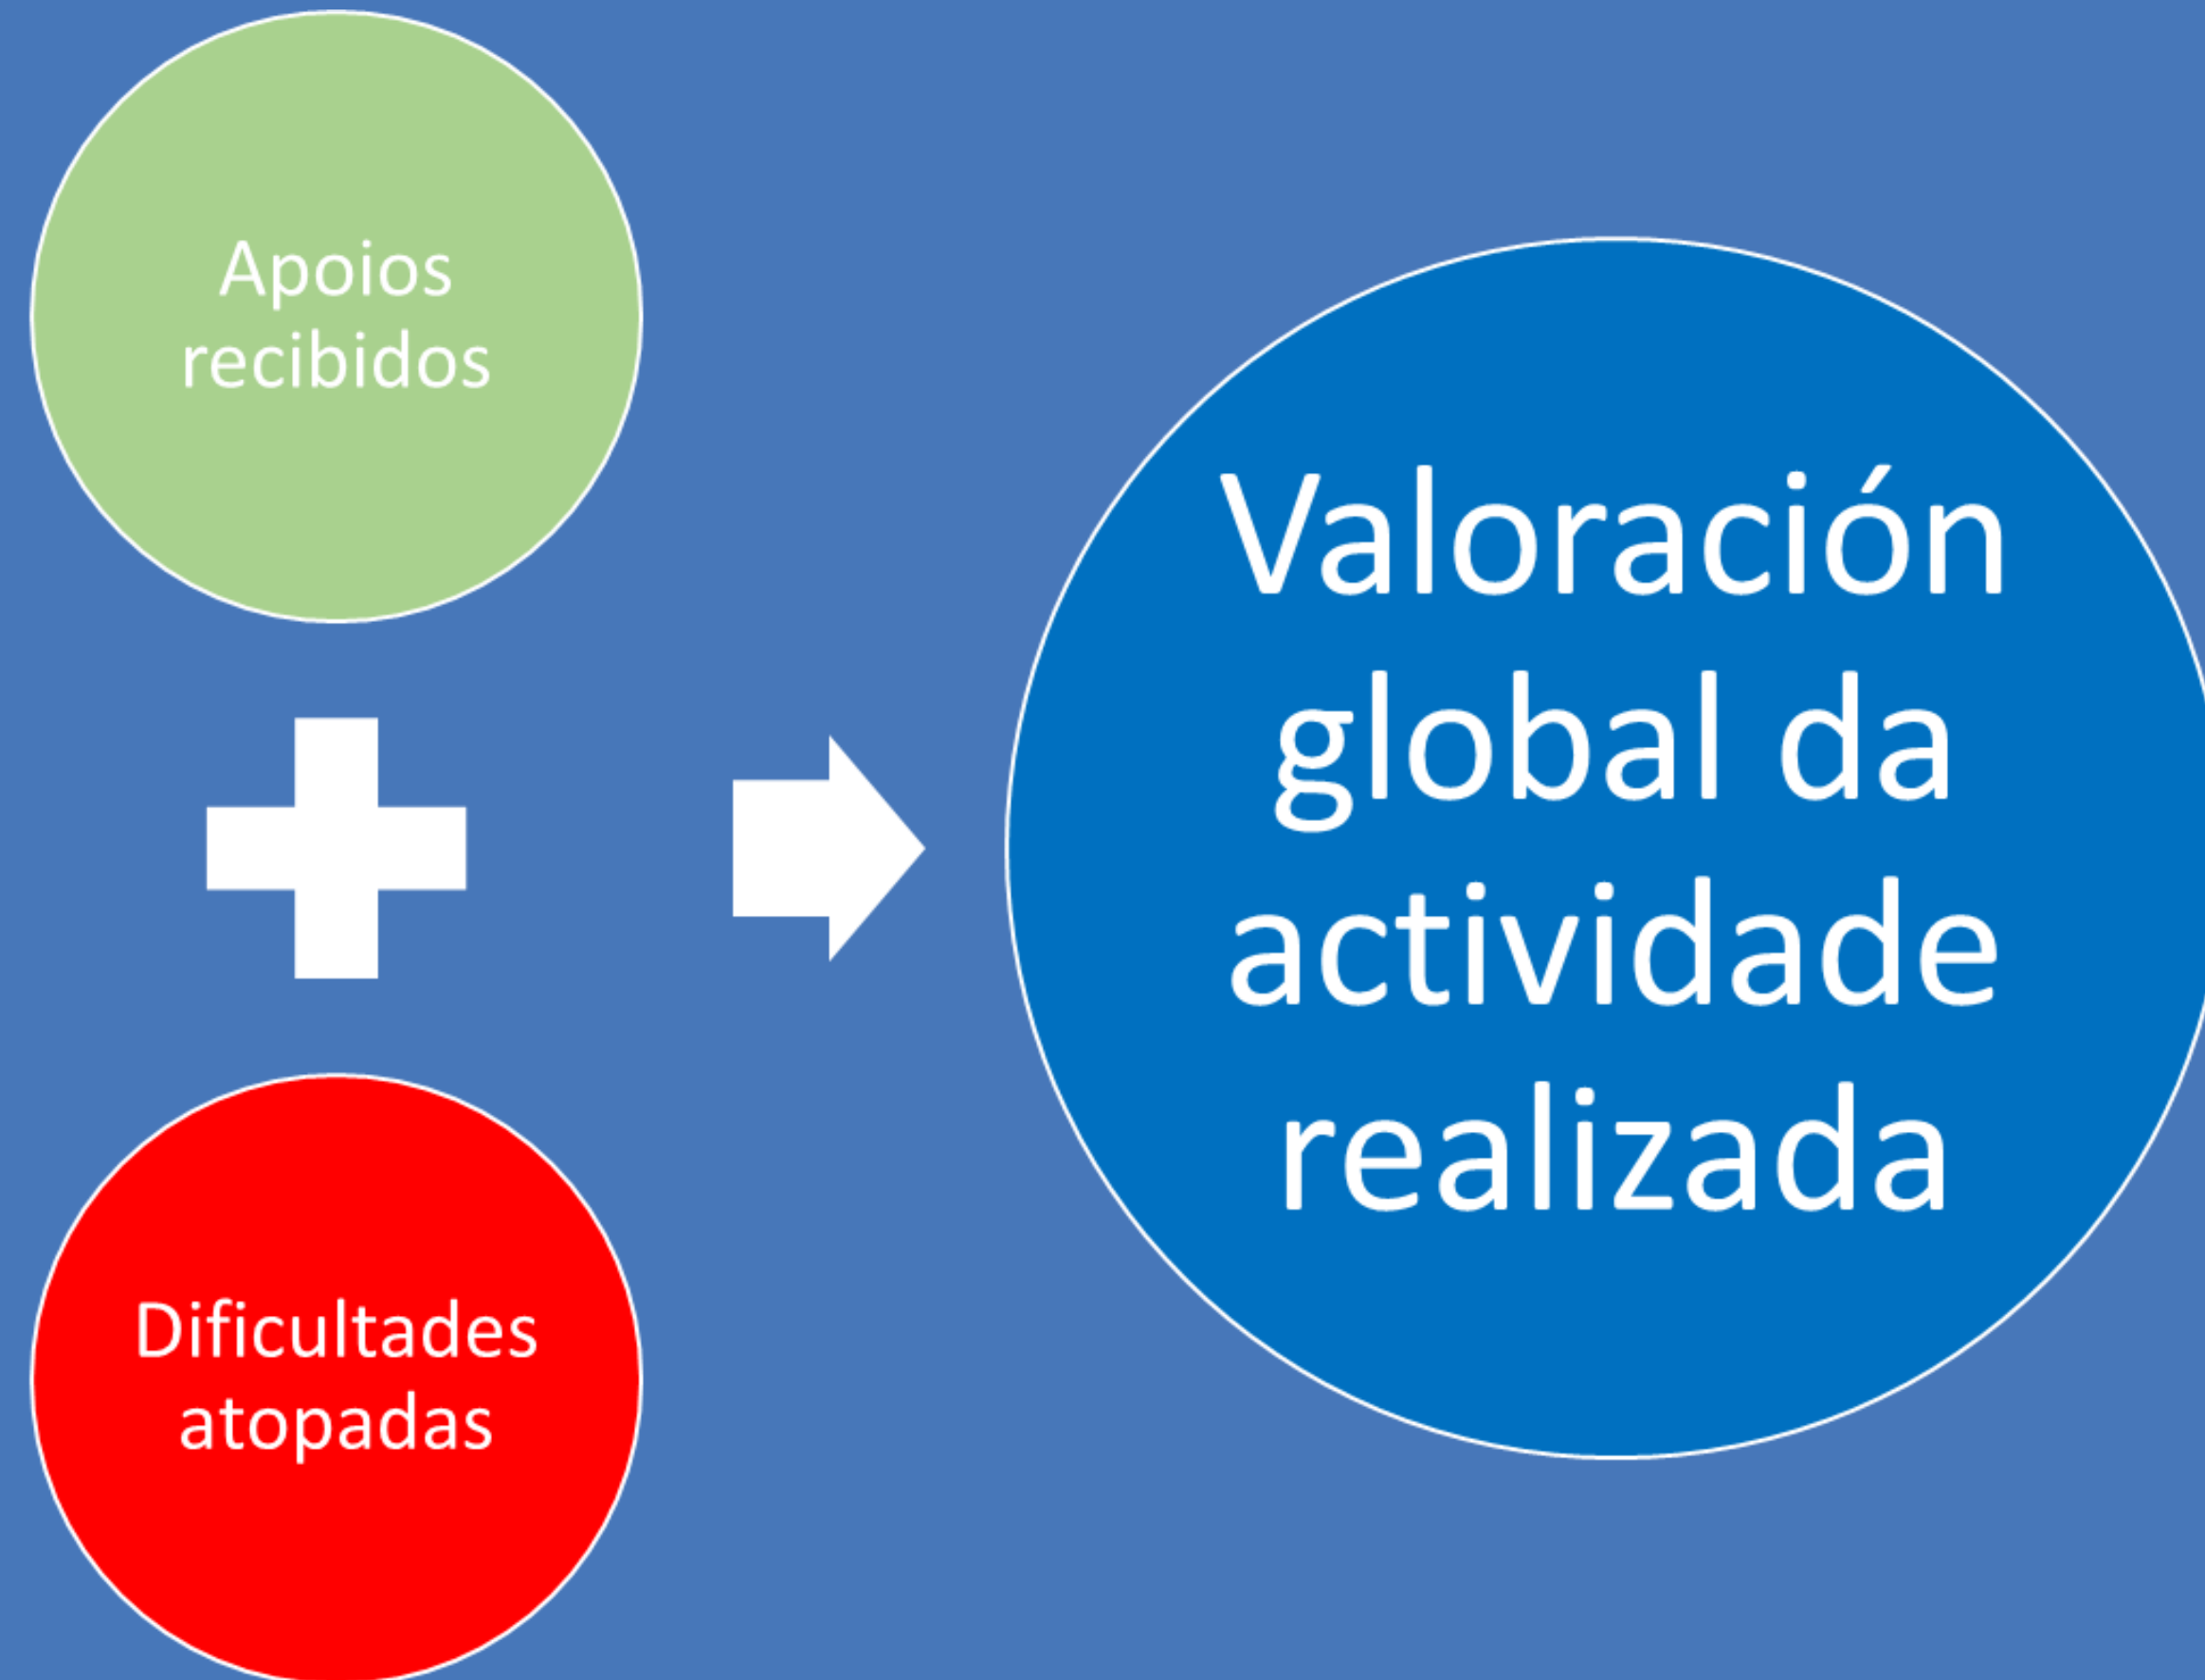 Apoios
recibidos
Dificultades
atopadas
Valoración
global da
actividade
realizada